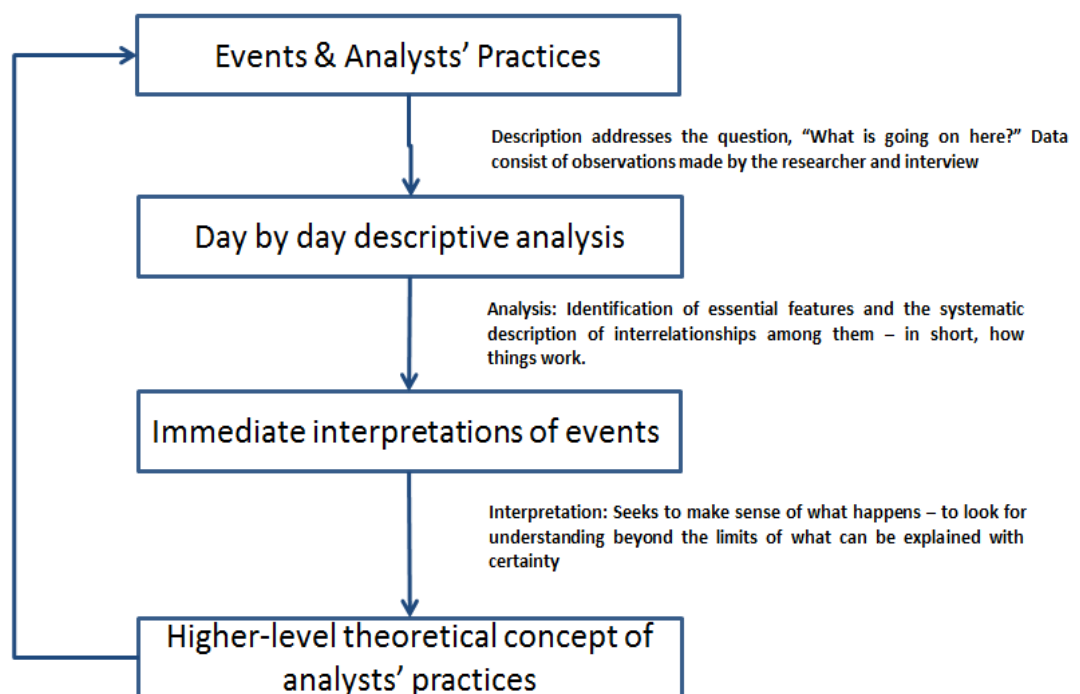 Events & Analysts’ Practices
Description addresses the question, “What is going on here?” Data
consist of observations made by the researcher and interview
Day by day descriptive analysis
Analysis: Identification of essential features and the systematic
description of interrelationships among them – in short, how
things work.
Immediate interpretations of events
Interpretation: Seeks to make sense of what happens – to look for
understanding beyond the limits of what can be explained with
certainty
Higher-level theoretical concept of
analysts’ practices